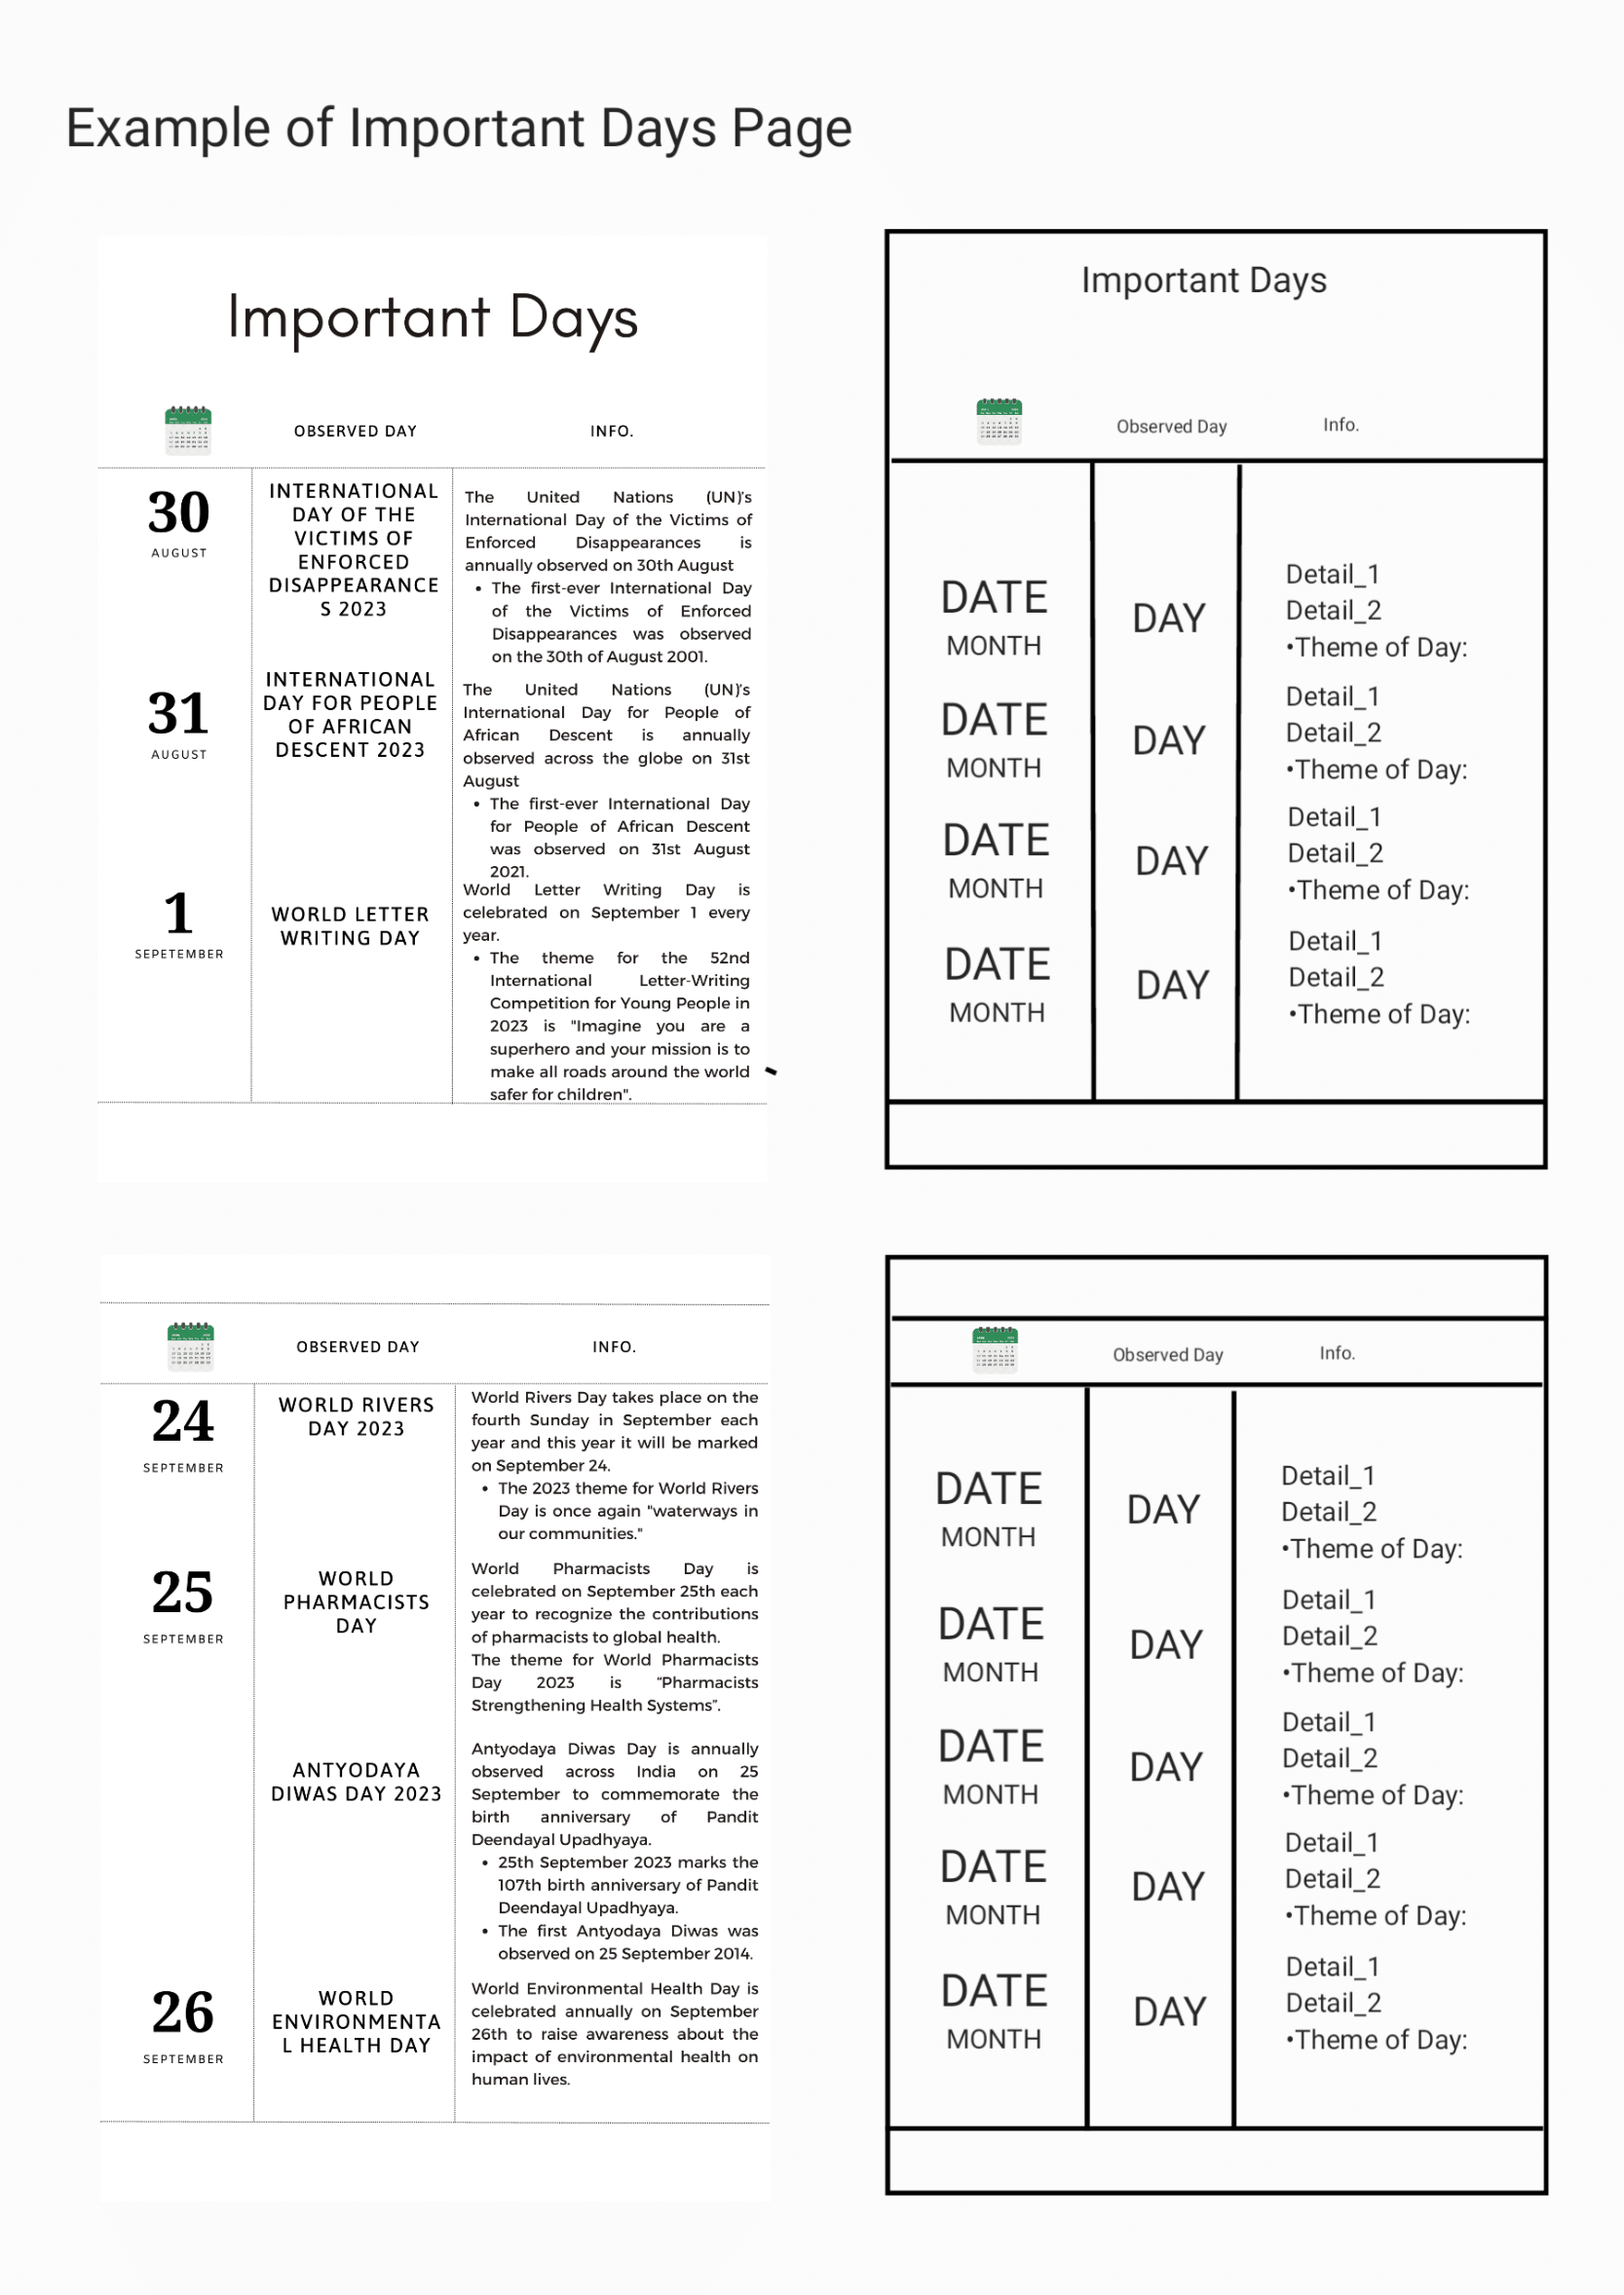 Example of Important Days Page
Important Days
OBSERVED DAY
INFO.
30
AUGUST
INTERNATIONAL
DAY OF THE
VICTIMS OF
ENFORCED
DISAPPEARANCE
S 2023
The United Nations (UN)'s
International Day of the Victims of
Enforced Disappearances is
annually observed on 30th August
• The first-ever International Day
of the Victims of Enforced
Disappearances was observed
on the 30th of August 2001.
31
AUGUST
INTERNATIONAL
DAY FOR PEOPLE
OF AFRICAN
DESCENT 2023
The United Nations (UN)'s
International Day for People of
African Descent is annually
observed across the globe on 31st
August
• The first-ever International Day
for People of African Descent
was observed on 31st August
2021.
1
SEPETEMBER
WORLD LETTER
WRITING DAY
World Letter Writing Day is
celebrated on September 1 every
year.
• The theme for the 52nd
International Letter-Writing
Competition for Young People in
2023 is "Imagine you are a
superhero and your mission is to
make all roads around the world
safer for children".
Important Days
Observed Day
Info.
DATE
MONTH
DAY
Detail_1
Detail_2
•Theme of Day:
DATE
MONTH
DAY
Detail_1
Detail_2
•Theme of Day:
DATE
MONTH
DAY
Detail_1
Detail_2
•Theme of Day:
DATE
MONTH
DAY
Detail_1
Detail_2
•Theme of Day:
OBSERVED DAY
INFO.
24
SEPTEMBER
WORLD RIVERS
DAY 2023
World Rivers Day takes place on the
fourth Sunday in September each
year and this year it will be marked
on September 24.
• The 2023 theme for World Rivers
Day is once again "waterways in
our communities."
25
SEPTEMBER
WORLD
PHARMACISTS
DAY
World Pharmacists Day is
celebrated on September 25th each
year to recognize the contributions
of pharmacists to global health.
The theme for World Pharmacists
Day 2023 is “Pharmacists
Strengthening Health Systems”.
ANTYODAYA
DIWAS DAY 2023
Antyodaya Diwas Day is annually
observed across India on 25
September to commemorate the
birth anniversary of Pandit
Deendayal Upadhyaya.
• 25th September 2023 marks the
107th birth anniversary of Pandit
Deendayal Upadhyaya.
• The first Antyodaya Diwas was
observed on 25 September 2014.
26
SEPTEMBER
WORLD
ENVIRONMENTA
L HEALTH DAY
World Environmental Health Day is
celebrated annually on September
26th to raise awareness about the
impact of environmental health on
human lives.
Observed Day
Info.
DATE
MONTH
DAY
Detail_1
Detail_2
•Theme of Day:
DATE
MONTH
DAY
Detail_1
Detail_2
•Theme of Day:
DATE
MONTH
DAY
Detail_1
Detail_2
•Theme of Day:
DATE
MONTH
DAY
Detail_1
Detail_2
•Theme of Day:
DATE
MONTH
DAY
Detail_1
Detail_2
•Theme of Day: